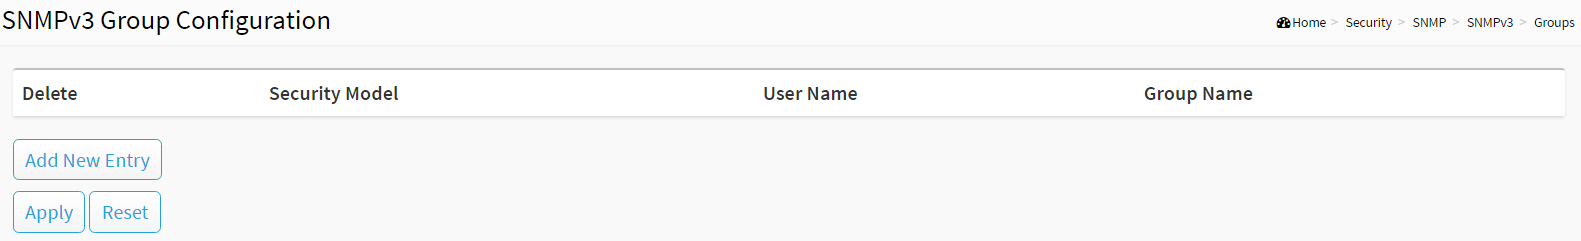 SNMPv3 Group Configuration
Home > Security > SNMP > SNMPv3 > Groups
Delete Security Model User Name Group Name
Add New Entry
Apply Reset